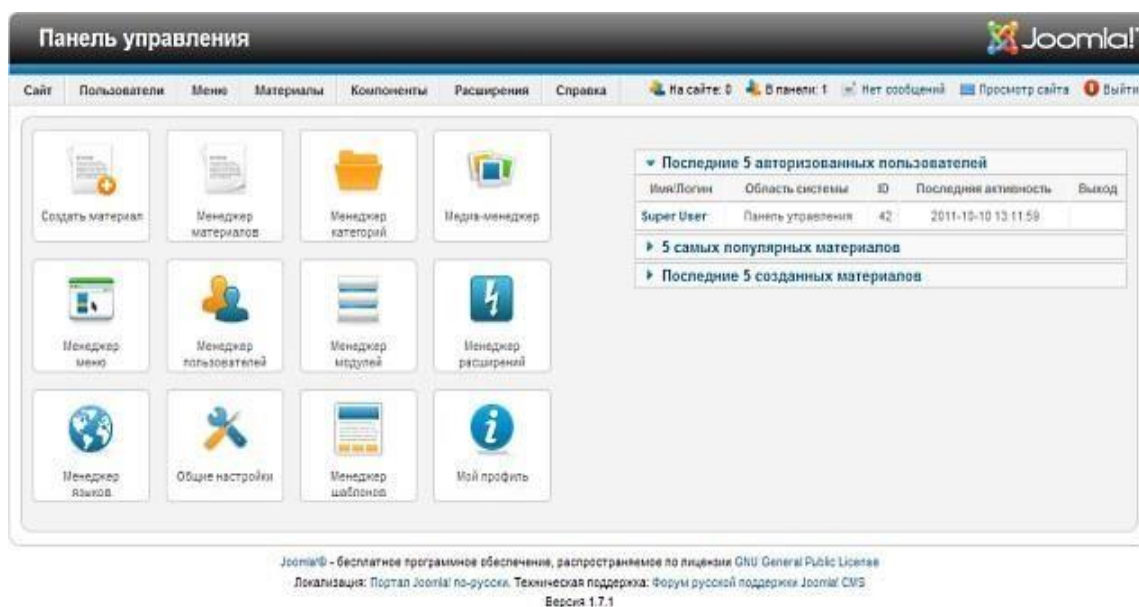 Панель управления
Joomla!
Сайт Пользователи Меню Материалы Компоненты Расширения Справка На сайте: 0 В панели: 1 Нет сообщений Просмотр сайта Выйти
Создать материал
Менеджер
материалов
Менеджер
категорий
Медиа-менеджер
Последние 5 авторизованных пользователей
Имя/Логин Область системы ID Последняя активность Выход
Super User Панель управления 42 2011-10-10 13:11:59
5 самых популярных материалов
Последние 5 созданных материалов
Менеджер
меню
Менеджер
пользователей
Менеджер
модулей
Менеджер
расширений
Менеджер
языков
Общие настройки
Менеджер
шаблонов
Мой профиль
Joomla!® - бесплатное программное обеспечение, распространяемое по лицензии GNU General Public License
Локализация: Портал Joomla! по-русски. Техническая поддержка: Форум русской поддержки Joomla! CMS
Версия 1.7.1